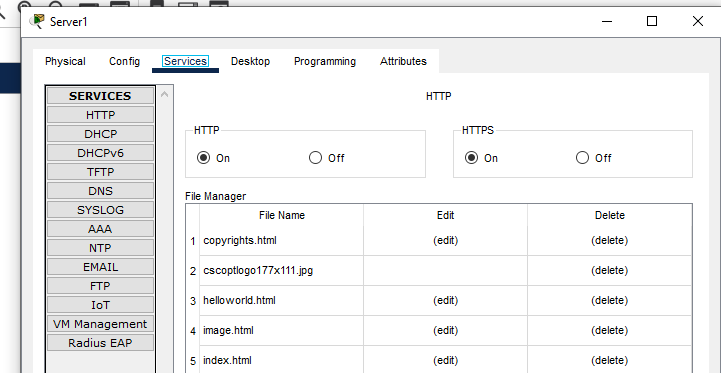 Server1
Physical Config Services Desktop Programming Attributes
SERVICES
HTTP
DHCP
DHCPv6
TFTP
DNS
SYSLOG
AAA
NTP
EMAIL
FTP
IoT
VM Management
Radius EAP
HTTP
HTTP
On Off
HTTPS
On Off
File Manager
File Name Edit Delete
1 copyrights.html (edit) (delete)
2 cscoptlogo177x111.jpg (delete)
3 helloworld.html (edit) (delete)
4 image.html (edit) (delete)
5 index.html (edit) (delete)